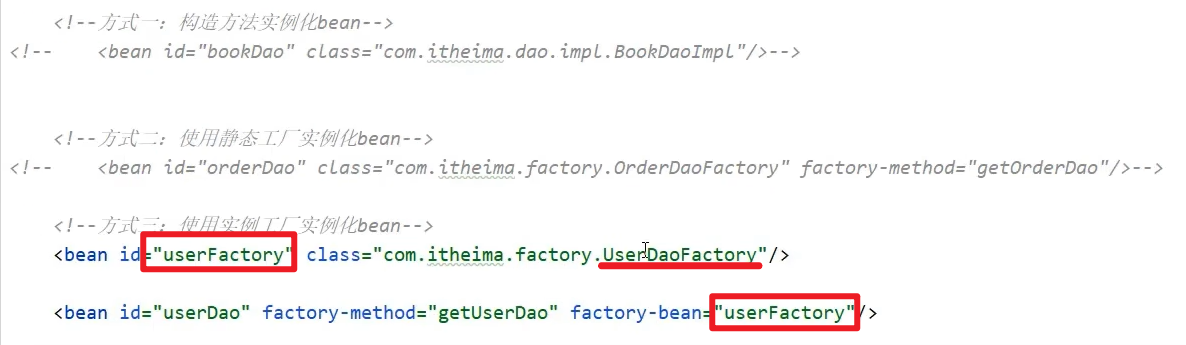 <!--方式一：构造方法实例化bean-->
<!--    <bean id="bookDao" class="com.itheima.dao.impl.BookDaoImpl"/>-->
<!--方式二：使用静态工厂实例化bean-->
<!--    <bean id="orderDao" class="com.itheima.factory.OrderDaoFactory" factory-method="getOrderDao"/>-->
<!--方式三：使用实例工厂实例化bean-->
<bean id="userFactory" class="com.itheima.factory.UserDaoFactory"/>
<bean id="userDao" factory-method="getUserDao" factory-bean="userFactory"/>